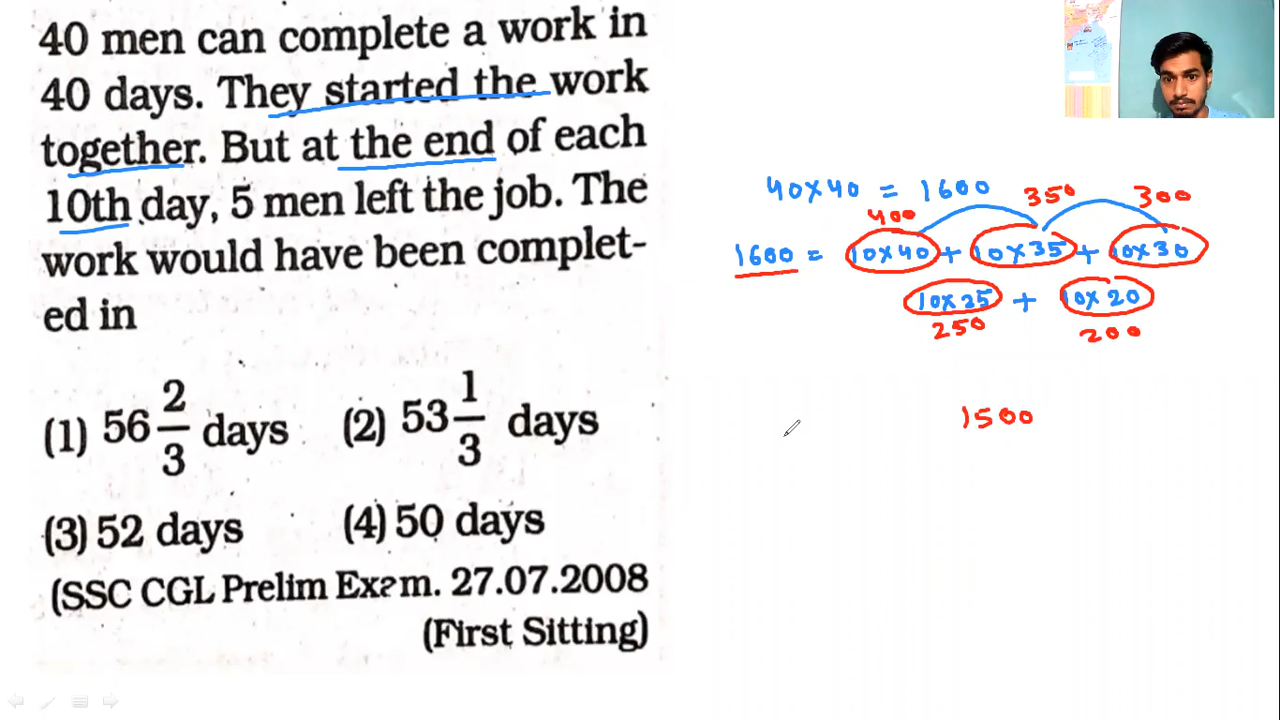 40 men can complete a work in
40 days. They started the work
together. But at the end of each
10th day, 5 men left the job. The
work would have been complet-
ed in
(1) 56 2/3 days (2) 53 1/3 days
(3) 52 days (4) 50 days
(SSC CGL Prelim Exam. 27.07.2008
(First Sitting)
40×40 = 1600
400 350 300
1600 = 10×40 + 10×35 + 10×30
10×25 + 10×20
250 200
1500